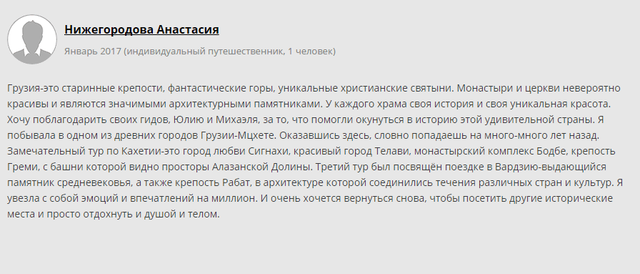 Нижегородова Анастасия
Январь 2017 (индивидуальный путешественник, 1 человек)
Грузия-это старинные крепости, фантастические горы, уникальные христианские святыни. Монастыри и церкви невероятно
красивы и являются значимыми архитектурными памятниками. У каждого храма своя история и своя уникальная красота.
Хочу поблагодарить своих гидов, Юлию и Михаэля, за то, что помогли окунуться в историю этой удивительной страны. Я
побывала в одном из древних городов Грузии-Мцхете. Оказавшись здесь, словно попадаешь на много-много лет назад.
Замечательный тур по Кахетии-это город любви Сигнахи, красивый город Телави, монастырский комплекс Бодбе, крепость
Греми, с башни которой видно просторы Алазанской Долины. Третий тур был посвящён поездке в Вардзию-выдающийся
памятник средневековья, а также крепость Рабат, в архитектуре которой соединились течения различных стран и культур. Я
увезла с собой эмоций и впечатлений на миллион. И очень хочется вернуться снова, чтобы посетить другие исторические
места и просто отдохнуть и душой и телом.